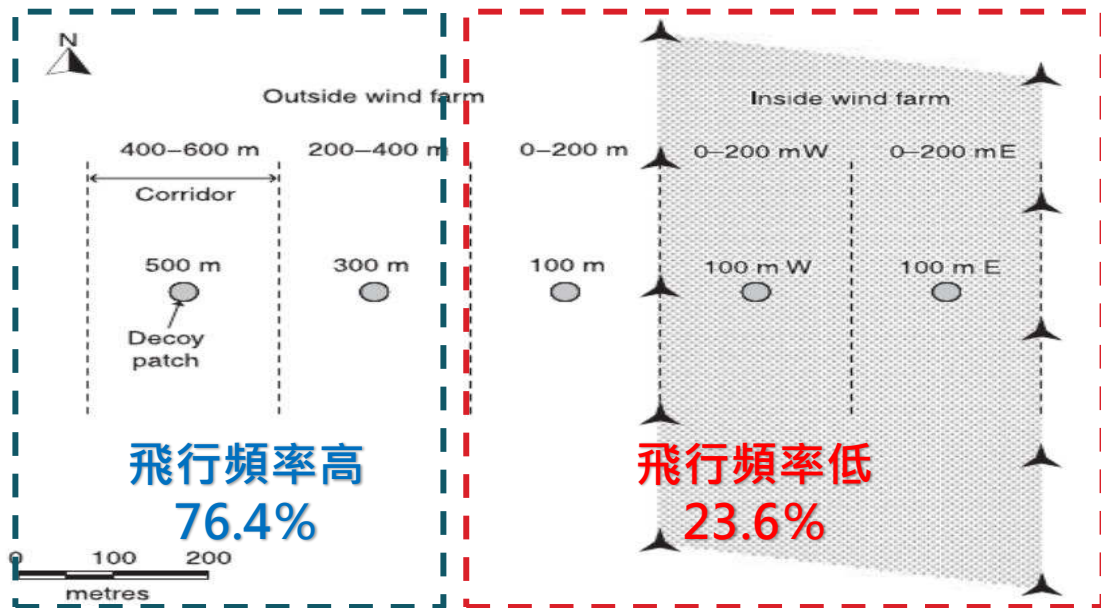 N
Outside wind farm
Inside wind farm
400–600 m
200–400 m
0–200 m
0–200 mW
0–200 mE
Corridor
500 m
300 m
100 m
100 m W
100 m E
Decoy
patch
飛行頻率高
76.4%
飛行頻率低
23.6%
0 100 200
metres